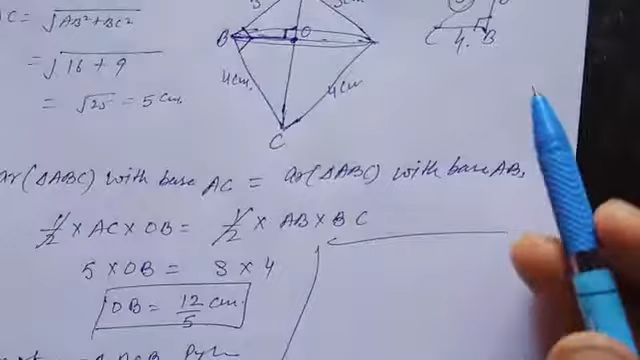 C = √AB² + BC²
= √16 + 9
= √25 = 5 cm.
B
O
4cm.
4cm
C
C 4. B
ar(ΔABC) with base AC = ar(ΔABC) with base AB,
1/2 × AC × OB = 1/2 × AB × BC
5 × OB = 3 × 4
OB = 12/5 cm